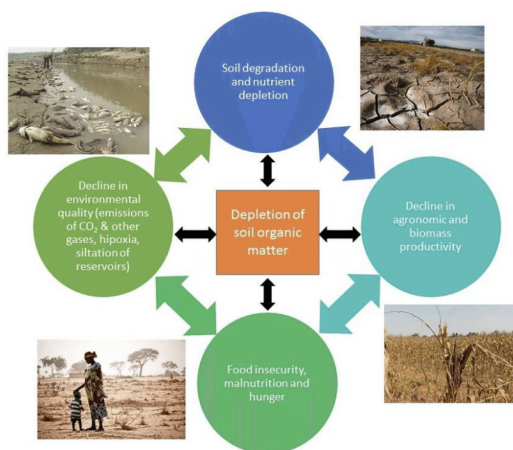 Soil degradation
and nutrient
depletion
Decline in
environmental
quality (emissions
of CO₂ & other
gases, hipoxia,
siltation of
reservoirs)
Depletion of
soil organic
matter
Decline in
agronomic and
biomass
productivity
Food insecurity,
malnutrition and
hunger